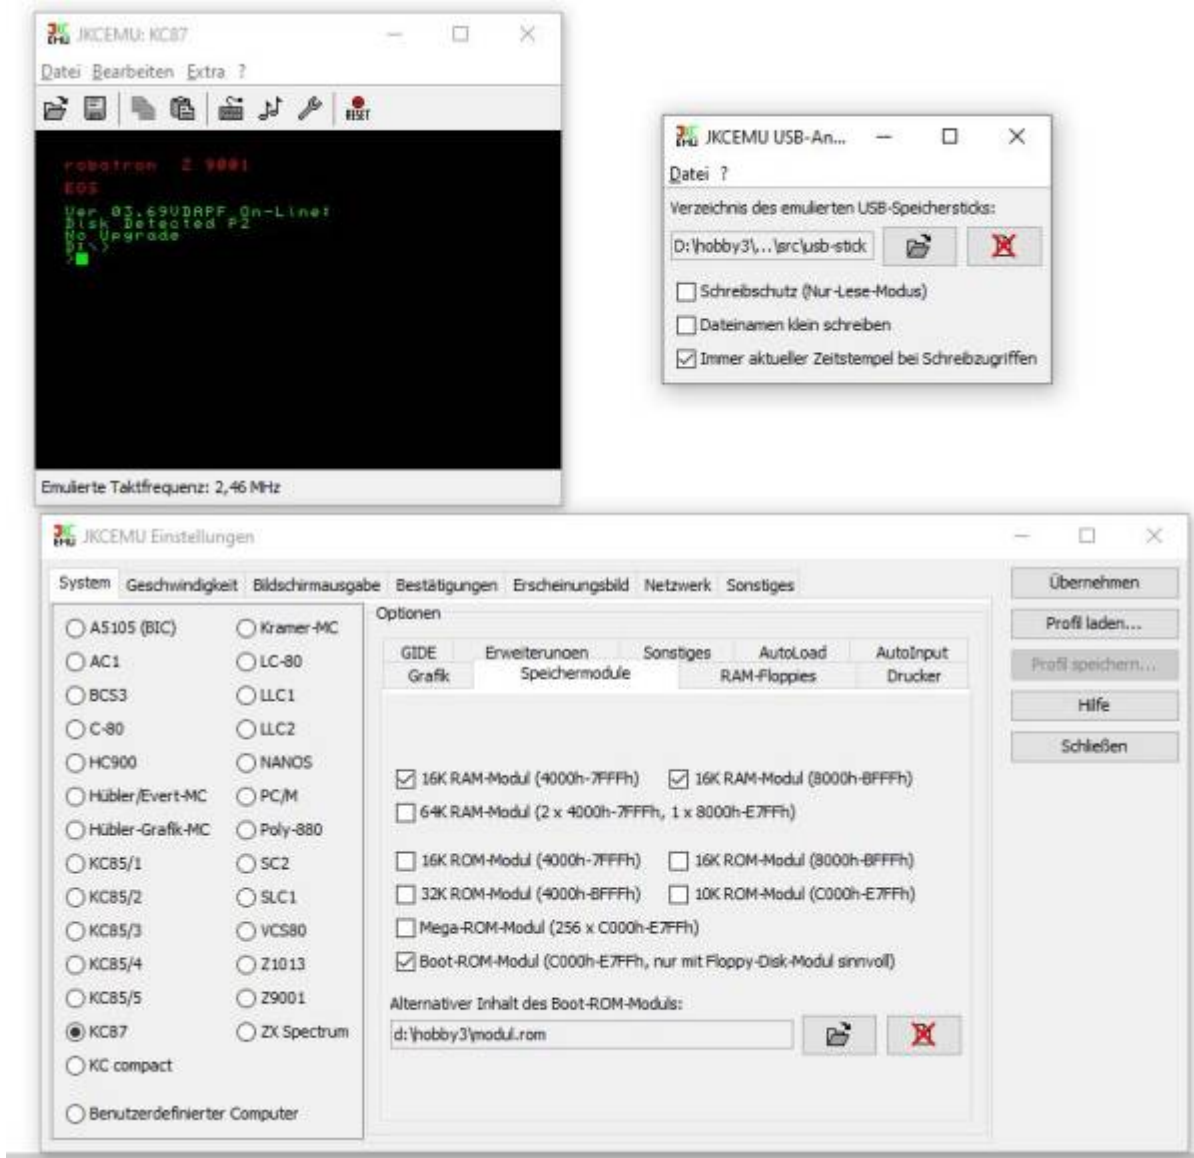 JKCEMU: KC87
Datei Bearbeiten Extra ?
RESET
robotron Z 9001
EOS
Ver 03.69VDAPF On-Line:
Disk Detected P2
No Upgrade
D:\>
>
Emulierte Taktfrequenz: 2,46 MHz
JKCEMU USB-An...
Datei ?
Verzeichnis des emulierten USB-Speichersticks:
D:\hobby3\...\src\usb-stick
Schreibschutz (Nur-Lese-Modus)
Dateinamen klein schreiben
Immer aktueller Zeitstempel bei Schreibzugriffen
JKCEMU Einstellungen
System Geschwindigkeit Bildschirmausgabe Bestätigungen Erscheinungsbild Netzwerk Sonstiges
A5105 (BIC)
AC1
BCS3
C-80
HC900
Hübler/Evert-MC
Hübler-Grafik-MC
KC85/1
KC85/2
KC85/3
KC85/4
KC85/5
KC87
KC compact
Benutzerdefinierter Computer
Kramer-MC
LC-80
LLC1
LLC2
NANOS
PC/M
Poly-880
SC2
SLC1
VCS80
Z1013
Z9001
ZX Spectrum
Optionen
GIDE Erweiterungen Sonstiges AutoLoad AutoInput
Grafik Speichermodule RAM-Floppies Drucker
16K RAM-Modul (4000h-7FFFh) 16K RAM-Modul (8000h-BFFFh)
64K RAM-Modul (2 x 4000h-7FFFh, 1 x 8000h-E7FFh)
16K ROM-Modul (4000h-7FFFh) 16K ROM-Modul (8000h-BFFFh)
32K ROM-Modul (4000h-BFFFh) 10K ROM-Modul (C000h-E7FFh)
Mega-ROM-Modul (256 x C000h-E7FFh)
Boot-ROM-Modul (C000h-E7FFh, nur mit Floppy-Disk-Modul sinnvoll)
Alternativer Inhalt des Boot-ROM-Moduls:
d:\hobby3\modul.rom
Übernehmen
Profil laden...
Profil speichern...
Hilfe
Schließen